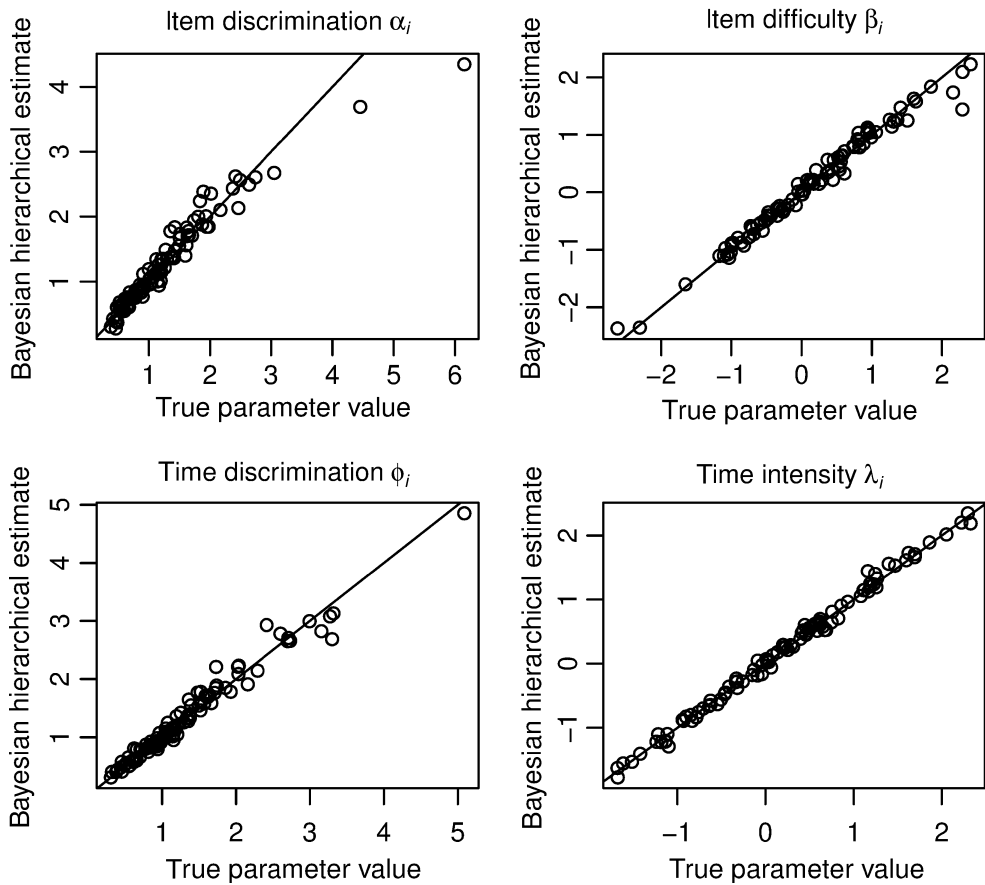 Item discrimination αi
Bayesian hierarchical estimate
4
3
2
1
1 2 3 4 5 6
True parameter value
Item difficulty βi
Bayesian hierarchical estimate
2
1
0
−1
−2
−2 −1 0 1 2
True parameter value
Time discrimination ϕi
Bayesian hierarchical estimate
5
4
3
2
1
1 2 3 4 5
True parameter value
Time intensity λi
Bayesian hierarchical estimate
2
1
0
−1
−1 0 1 2
True parameter value